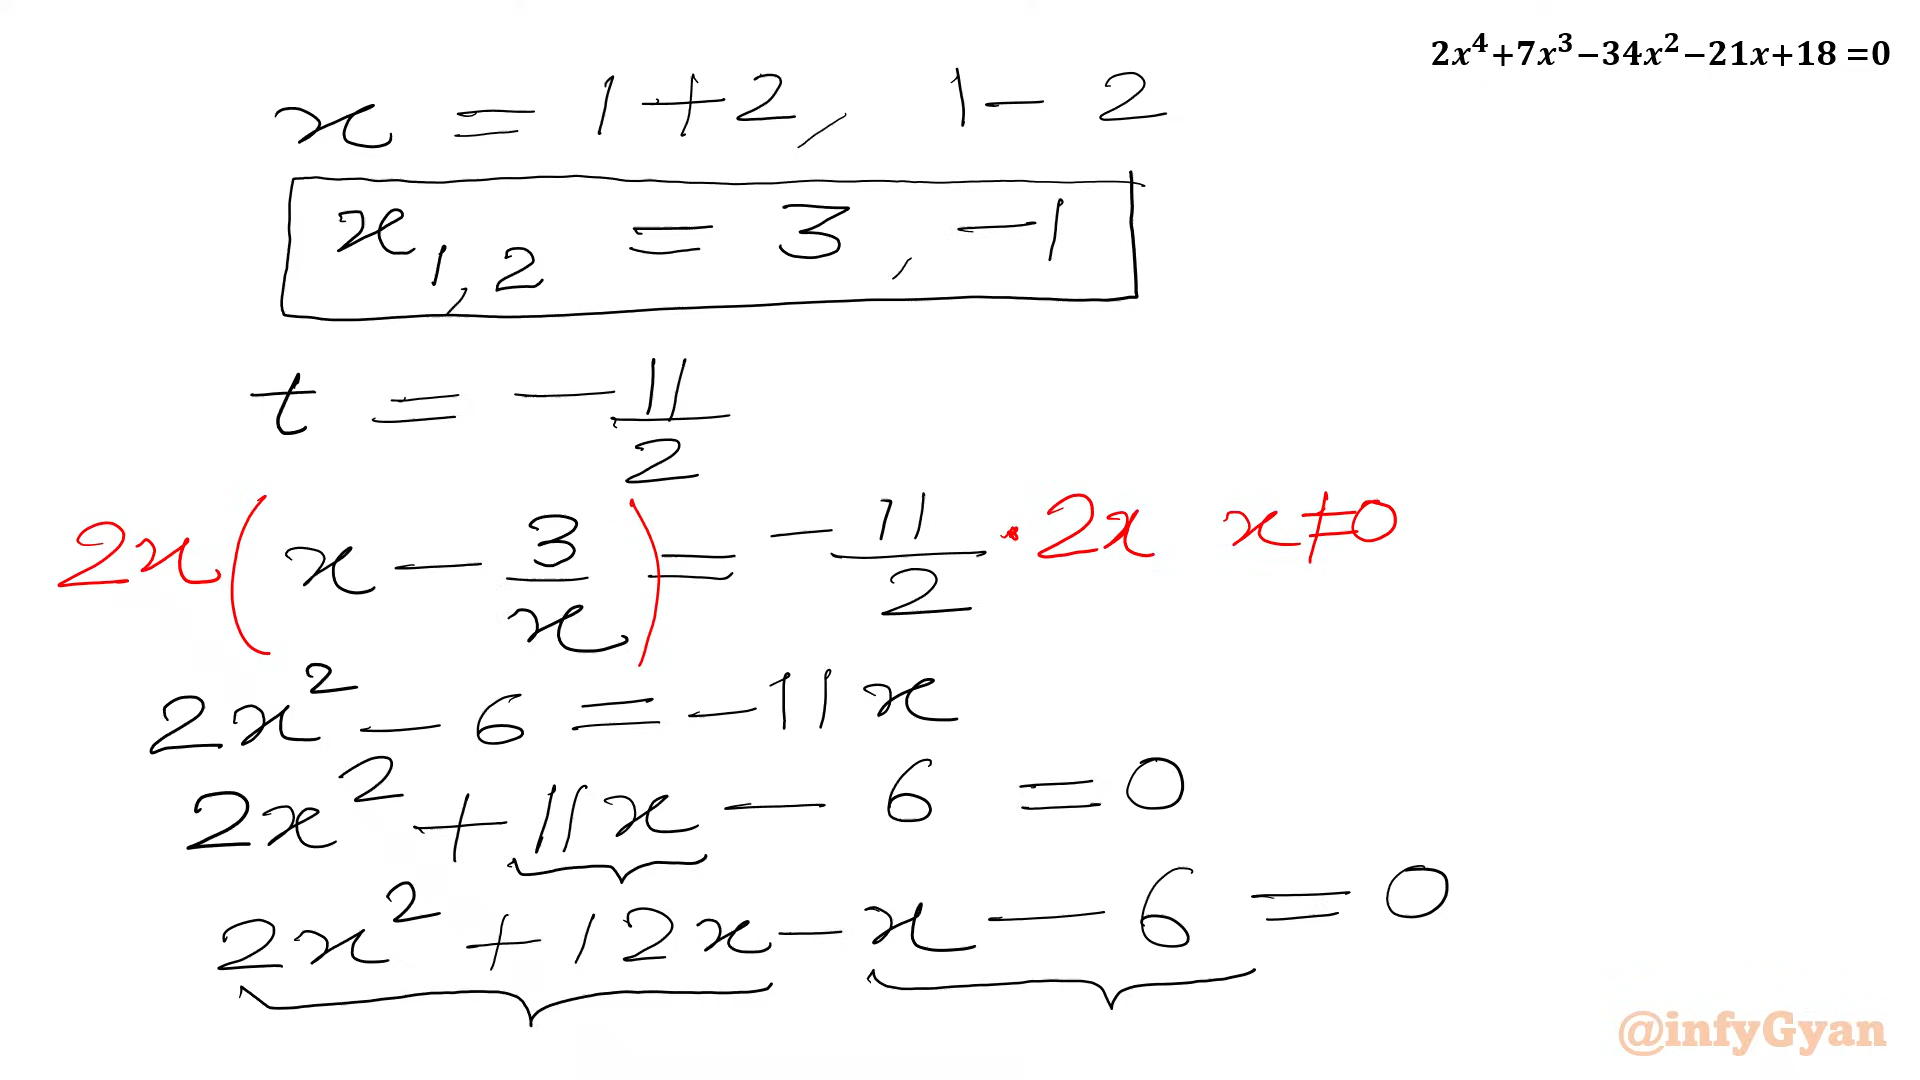 2x⁴+7x³−34x²−21x+18 =0
x = 1+2, 1−2
x₁,₂ = 3, −1
t = −11/2
2x(x − 3/x) = −11/2 · 2x x≠0
2x² − 6 = −11x
2x² + 11x − 6 = 0
2x² + 12x − x − 6 = 0
@infyGyan